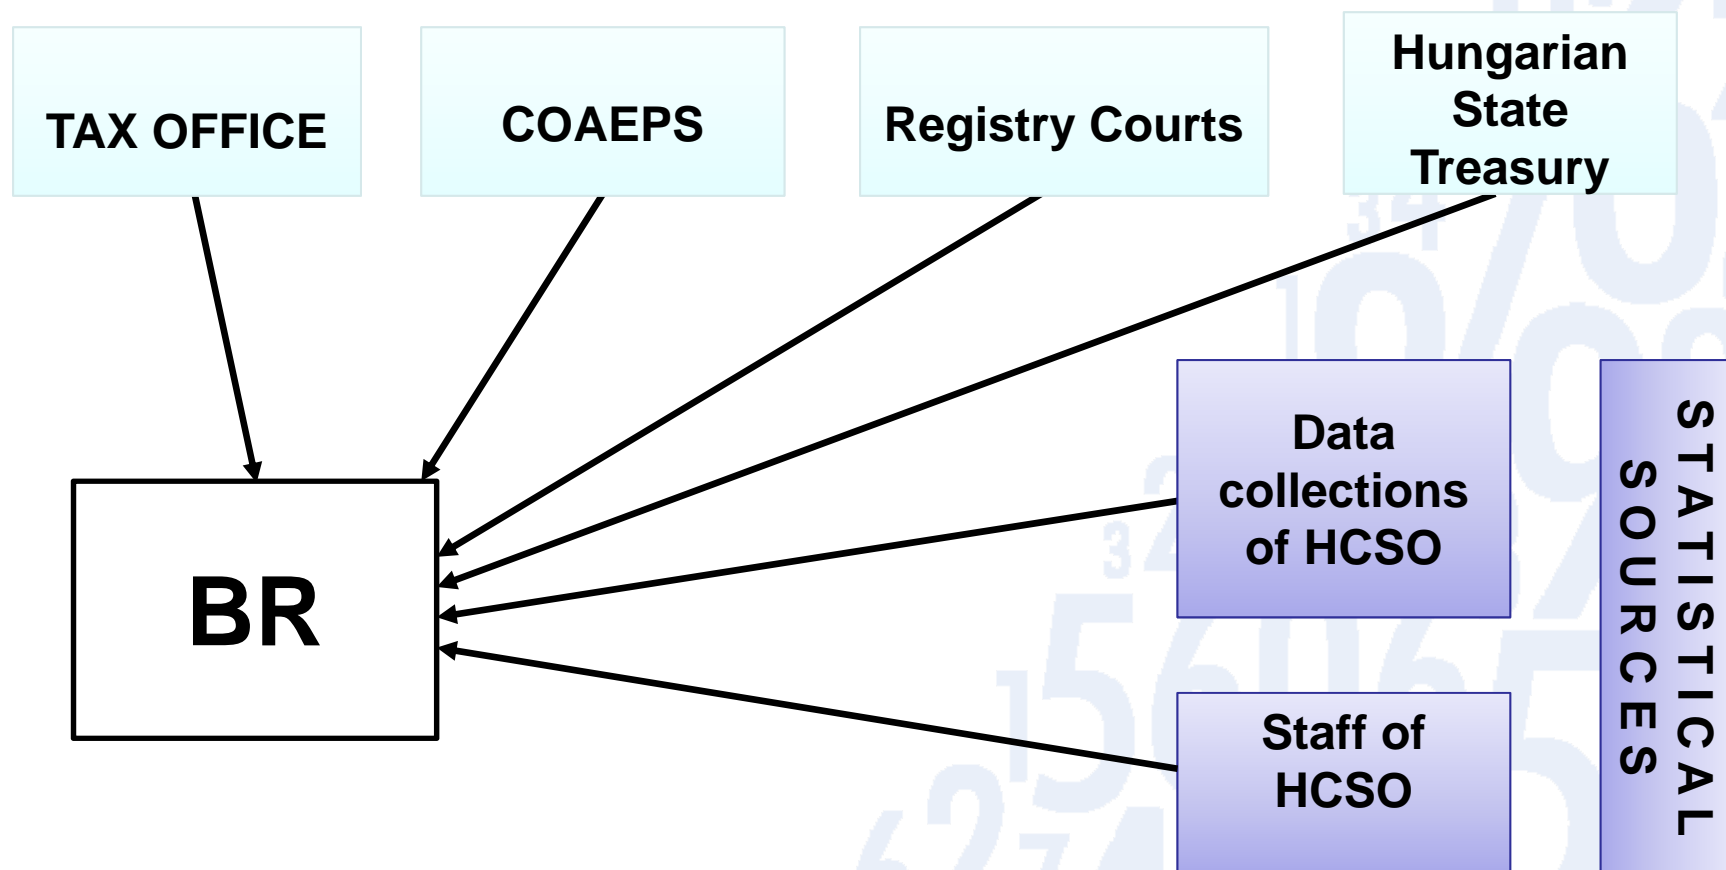 TAX OFFICE
COAEPS
Registry Courts
Hungarian
State
Treasury
BR
Data
collections
of HCSO
Staff of
HCSO
STATISTICAL
SOURCES